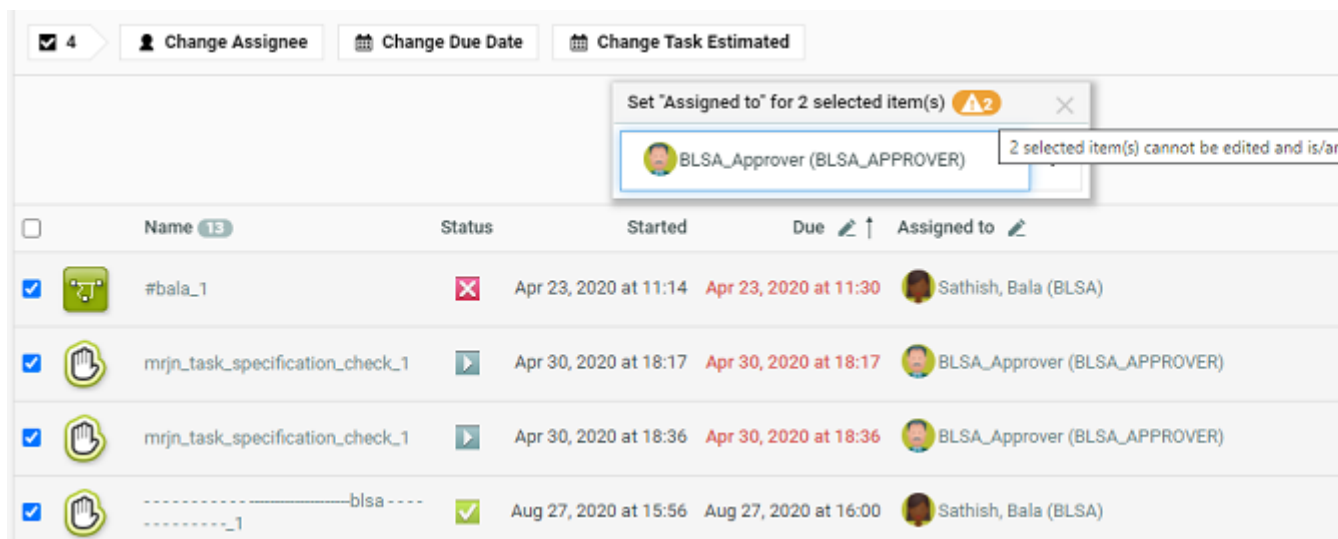 4 Change Assignee Change Due Date Change Task Estimated
Set "Assigned to" for 2 selected item(s) 2
BLSA_Approver (BLSA_APPROVER)
2 selected item(s) cannot be edited and is/ar
Name 13 Status Started Due Assigned to
#bala_1 Apr 23, 2020 at 11:14 Apr 23, 2020 at 11:30 Sathish, Bala (BLSA)
mrjn_task_specification_check_1 Apr 30, 2020 at 18:17 Apr 30, 2020 at 18:17 BLSA_Approver (BLSA_APPROVER)
mrjn_task_specification_check_1 Apr 30, 2020 at 18:36 Apr 30, 2020 at 18:36 BLSA_Approver (BLSA_APPROVER)
- - - - - - - - - - - --------------------blsa - - - -
- - - - - - - - - -_1 Aug 27, 2020 at 15:56 Aug 27, 2020 at 16:00 Sathish, Bala (BLSA)